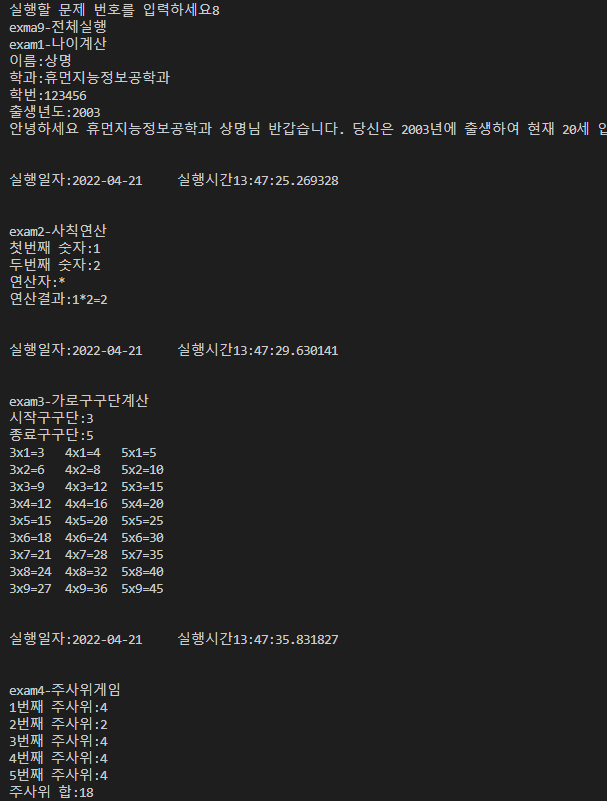 실행할 문제 번호를 입력하세요8
exma9-전체실행
exam1-나이계산
이름:상명
학과:휴먼지능정보공학과
학번:123456
출생년도:2003
안녕하세요 휴먼지능정보공학과 상명님 반갑습니다. 당신은 2003년에 출생하여 현재 20세
실행일자:2022-04-21 실행시간13:47:25.269328
exam2-사칙연산
첫번째 숫자:1
두번째 숫자:2
연산자:*
연산결과:1*2=2
실행일자:2022-04-21 실행시간13:47:29.630141
exam3-가로구구단계산
시작구구단:3
종료구구단:5
3x1=3 4x1=4 5x1=5
3x2=6 4x2=8 5x2=10
3x3=9 4x3=12 5x3=15
3x4=12 4x4=16 5x4=20
3x5=15 4x5=20 5x5=25
3x6=18 4x6=24 5x6=30
3x7=21 4x7=28 5x7=35
3x8=24 4x8=32 5x8=40
3x9=27 4x9=36 5x9=45
실행일자:2022-04-21 실행시간13:47:35.831827
exam4-주사위게임
1번째 주사위:4
2번째 주사위:2
3번째 주사위:4
4번째 주사위:4
5번째 주사위:4
주사위 합:18